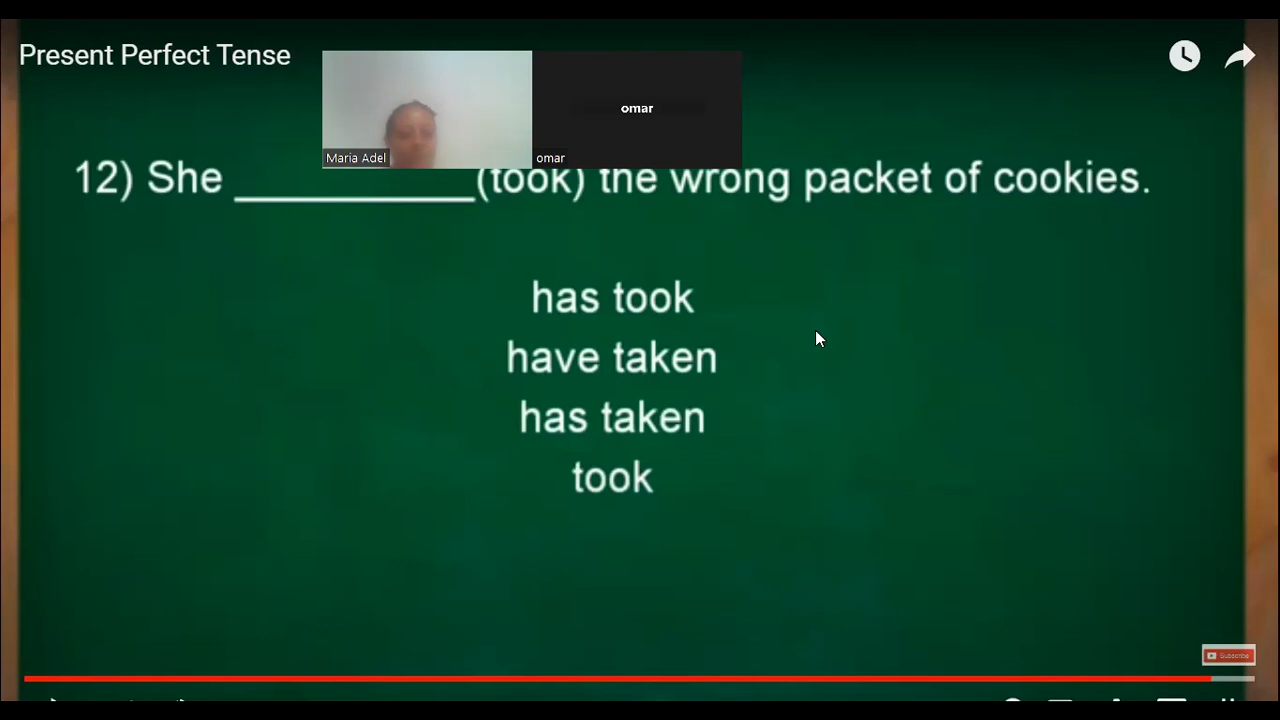 Present Perfect Tense
omar
Maria Adel
omar
12) She ____________(took) the wrong packet of cookies.
has took
have taken
has taken
took
Subscribe